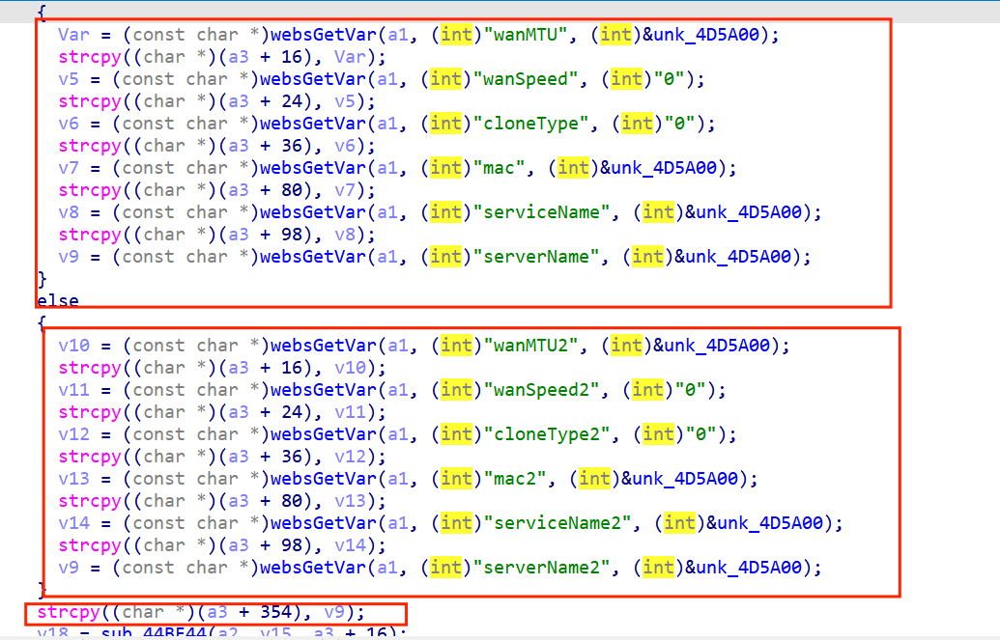 {
Var = (const char *)websGetVar(a1, (int)"wanMTU", (int)&unk_4D5A00);
strcpy((char *)(a3 + 16), Var);
v5 = (const char *)websGetVar(a1, (int)"wanSpeed", (int)"0");
strcpy((char *)(a3 + 24), v5);
v6 = (const char *)websGetVar(a1, (int)"cloneType", (int)"0");
strcpy((char *)(a3 + 36), v6);
v7 = (const char *)websGetVar(a1, (int)"mac", (int)&unk_4D5A00);
strcpy((char *)(a3 + 80), v7);
v8 = (const char *)websGetVar(a1, (int)"serviceName", (int)&unk_4D5A00);
strcpy((char *)(a3 + 98), v8);
v9 = (const char *)websGetVar(a1, (int)"serverName", (int)&unk_4D5A00);
}
else
{
v10 = (const char *)websGetVar(a1, (int)"wanMTU2", (int)&unk_4D5A00);
strcpy((char *)(a3 + 16), v10);
v11 = (const char *)websGetVar(a1, (int)"wanSpeed2", (int)"0");
strcpy((char *)(a3 + 24), v11);
v12 = (const char *)websGetVar(a1, (int)"cloneType2", (int)"0");
strcpy((char *)(a3 + 36), v12);
v13 = (const char *)websGetVar(a1, (int)"mac2", (int)&unk_4D5A00);
strcpy((char *)(a3 + 80), v13);
v14 = (const char *)websGetVar(a1, (int)"serviceName2", (int)&unk_4D5A00);
strcpy((char *)(a3 + 98), v14);
v9 = (const char *)websGetVar(a1, (int)"serverName2", (int)&unk_4D5A00);
}
strcpy((char *)(a3 + 354), v9);
v18 = sub_44BF44(a2, v15, a3 + 16);